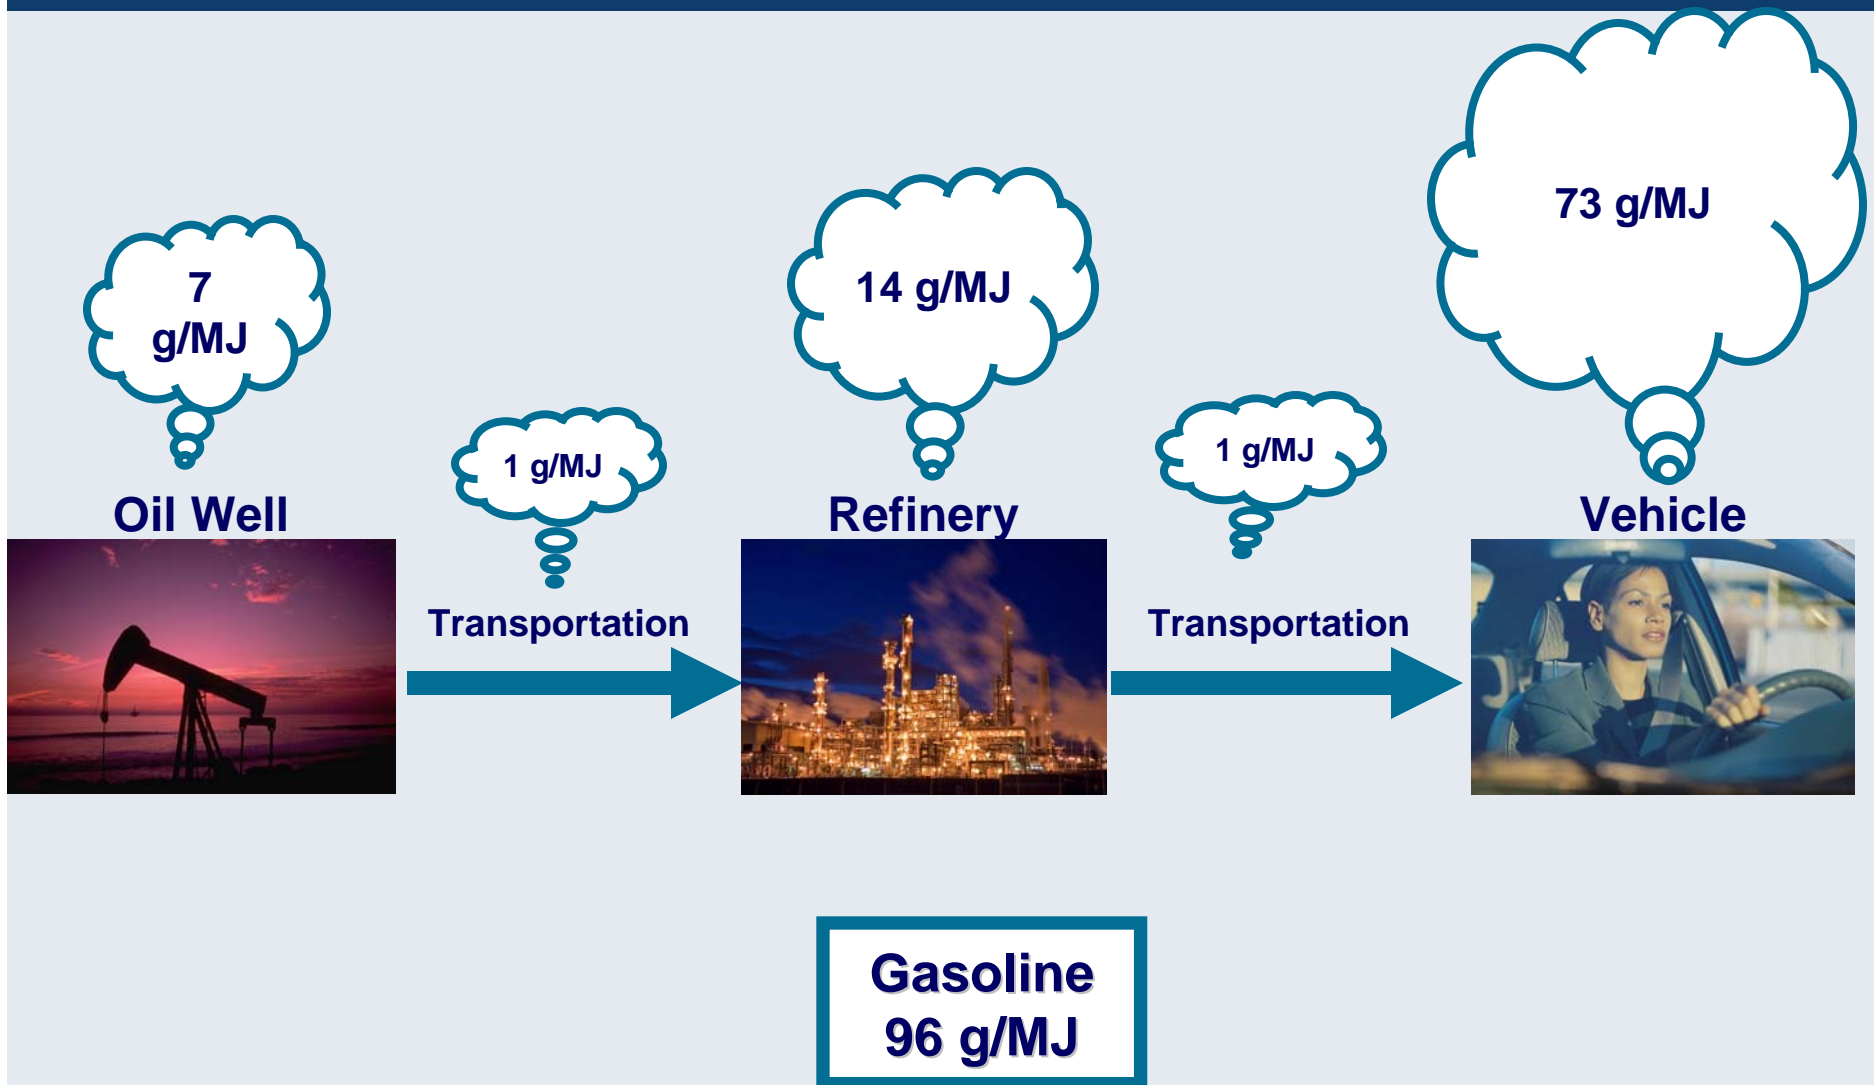 73 g/MJ
7
g/MJ
14 g/MJ
1 g/MJ
1 g/MJ
Oil Well
Refinery
Vehicle
Transportation
Transportation
Gasoline
96 g/MJ